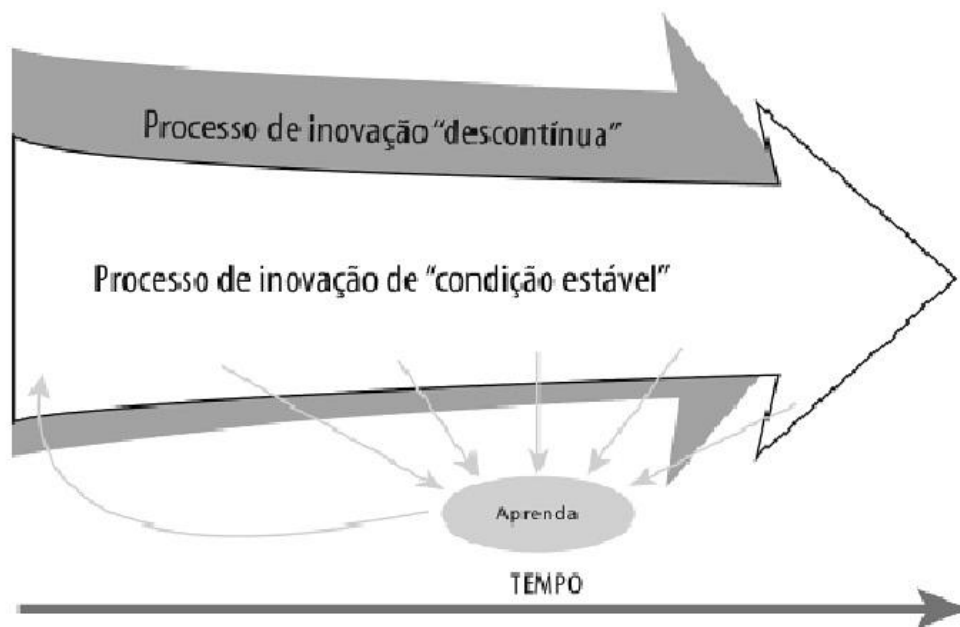 Processo de inovação “descontínua”
Processo de inovação de “condição estável”
Aprenda
TEMPO